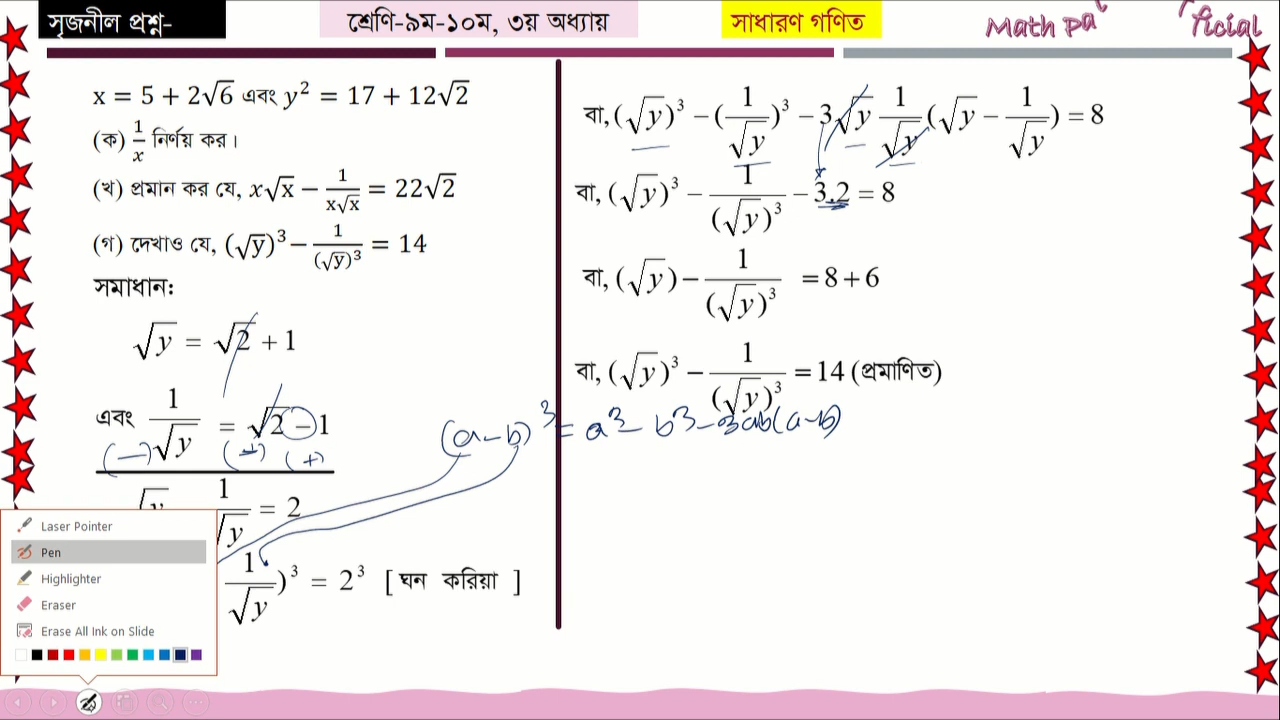 সৃজনীল প্রশ্ন-
শ্রেণি-৯ম-১০ম, ৩য় অধ্যায়
সাধারণ গণিত
Math Pa
ficial
x = 5 + 2√6 এবং y² = 17 + 12√2
(ক) 1/x নির্ণয় কর।
(খ) প্রমান কর যে, x√x − 1/(x√x) = 22√2
(গ) দেখাও যে, (√y)³ − 1/(√y)³ = 14
সমাধান:
√y = √2 + 1
এবং 1/√y = √2 − 1
(−) (+) (+)
√y 1/√y = 2
1/√y)³ = 2³ [ ঘন করিয়া ]
(a−b)³ = a³ − b³ − 3ab(a−b)
বা, (√y)³ − (1/√y)³ − 3√y 1/√y (√y − 1/√y) = 8
বা, (√y)³ − 1/(√y)³ − 3.2 = 8
বা, (√y) − 1/(√y)³ = 8 + 6
বা, (√y)³ − 1/(√y)³ = 14 (প্রমাণিত)
Laser Pointer
Pen
Highlighter
Eraser
Erase All Ink on Slide